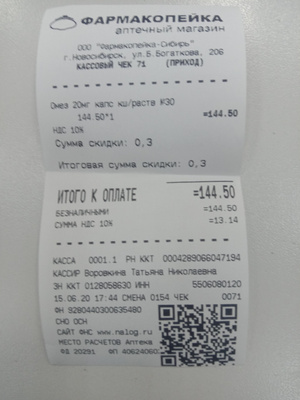 ФАРМАКОПЕЙКА
аптечный магазин
ООО "Фармакопейка-Сибирь"
г.Новосибирск, ул.Б.Богаткова, 206
КАССОВЫЙ ЧЕК 71 (ПРИХОД)
Омез 20мг капс кш/раств N30
144.50*1 =144.50
НДС 10%
Сумма скидки: 0,3
Итоговая сумма скидки: 0,3
ИТОГО К ОПЛАТЕ =144.50
БЕЗНАЛИЧНЫМИ =144.50
СУММА НДС 10% =13.14
КАССА 0001.1 РН ККТ 0004289066047194
КАССИР Воровкина Татьяна Николаевна
ЗН ККТ 0128058630 ИНН 5506080120
15.06.20 17:44 СМЕНА 0154 ЧЕК 0071
ФН 9280440300635480
СНО ОСН
САЙТ ФНС www.nalog.ru
МЕСТО РАСЧЕТОВ Аптека
ФД 20291 ФП 40624060